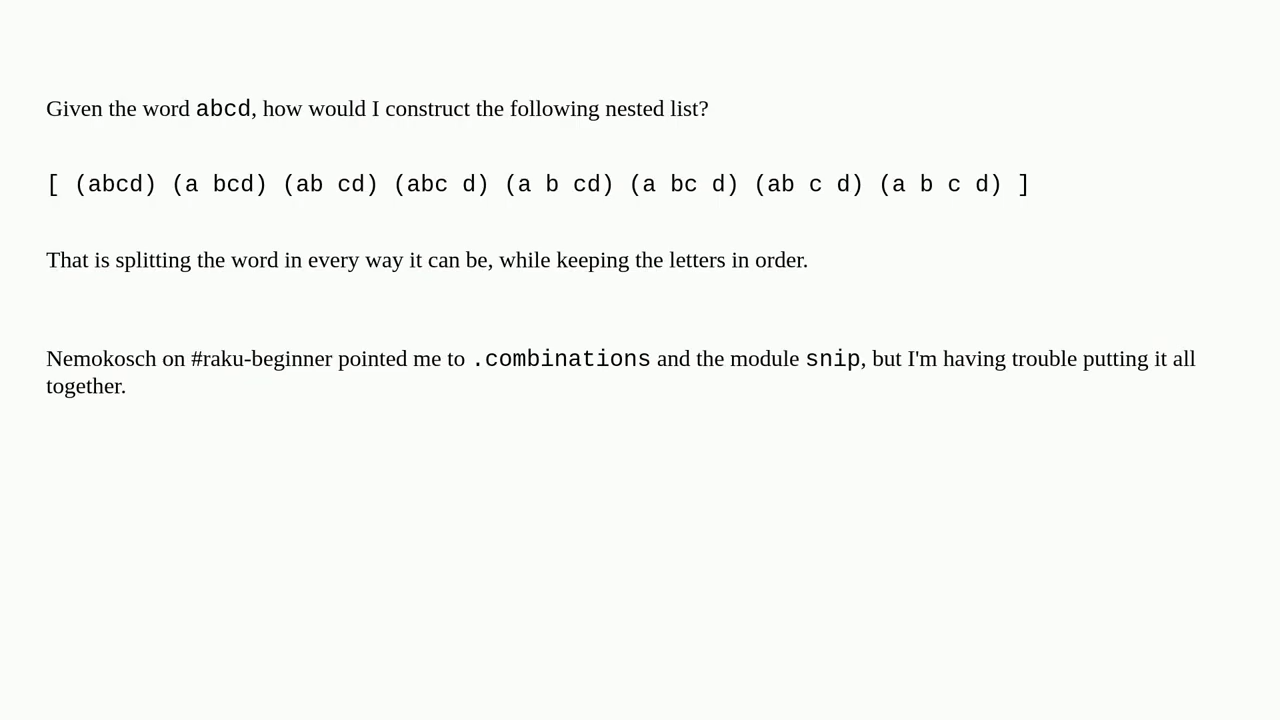 Given the word abcd, how would I construct the following nested list?
[ (abcd) (a bcd) (ab cd) (abc d) (a b cd) (a bc d) (ab c d) (a b c d) ]
That is splitting the word in every way it can be, while keeping the letters in order.
Nemokosch on #raku-beginner pointed me to .combinations and the module snip, but I'm having trouble putting it all
together.